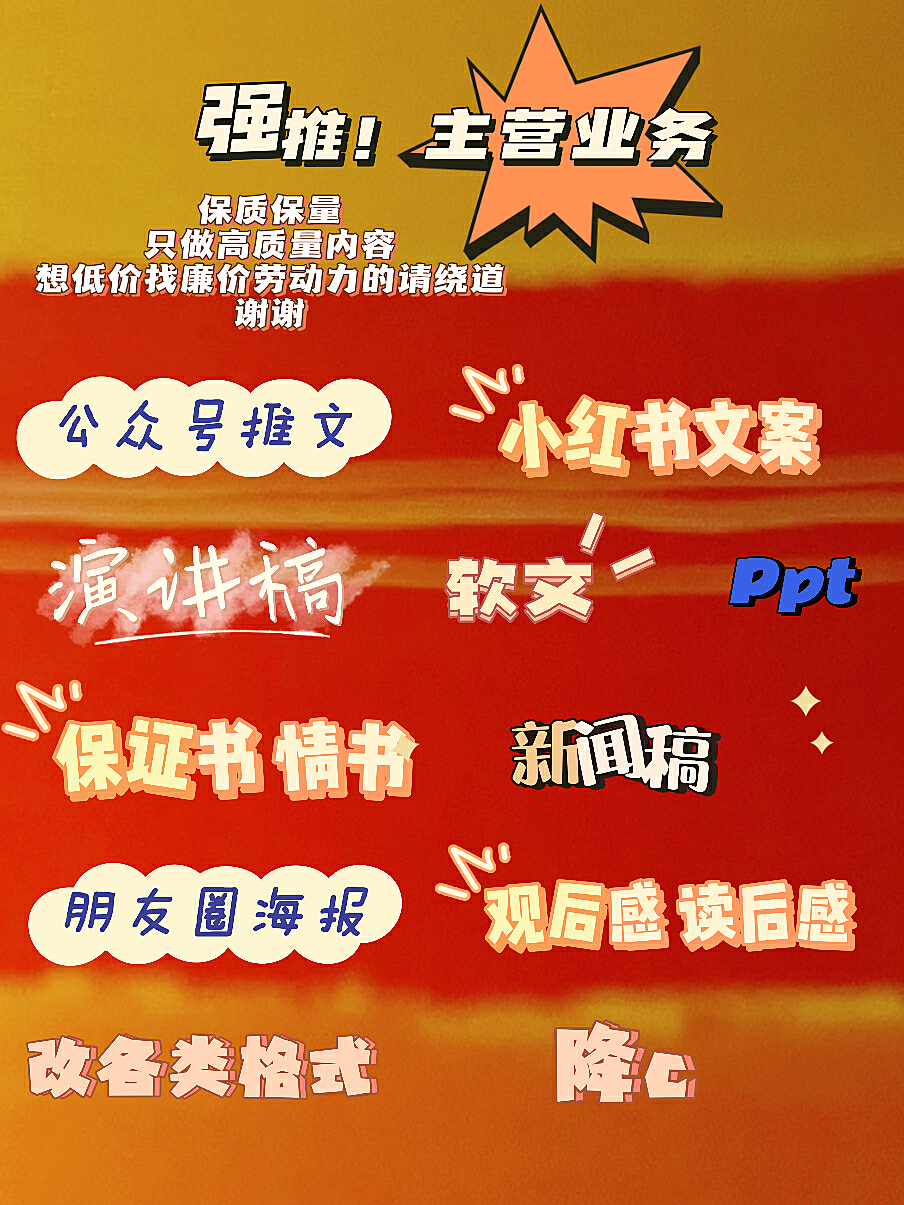 强推！主营业务
保质保量
只做高质量内容
想低价找廉价劳动力的请绕道
谢谢
公众号推文
小红书文案
演讲稿
软文
Ppt
保证书 情书
新闻稿
朋友圈海报
观后感 读后感
改各类格式
降c